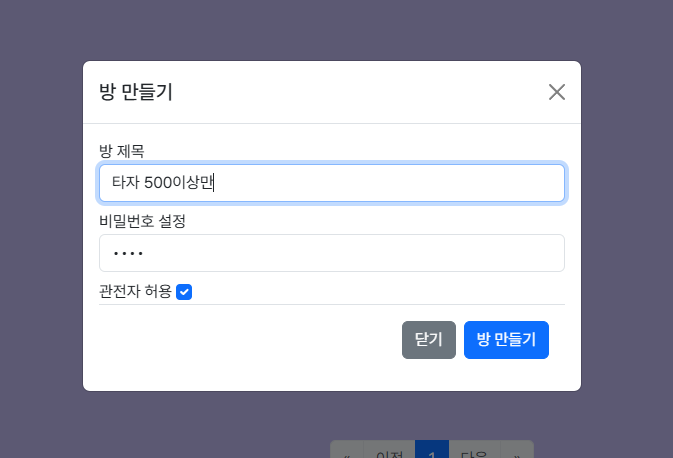 방 만들기
방 제목
타자 500이상만
비밀번호 설정
••••
관전자 허용
닫기 방 만들기
« 이전 1 다음 »